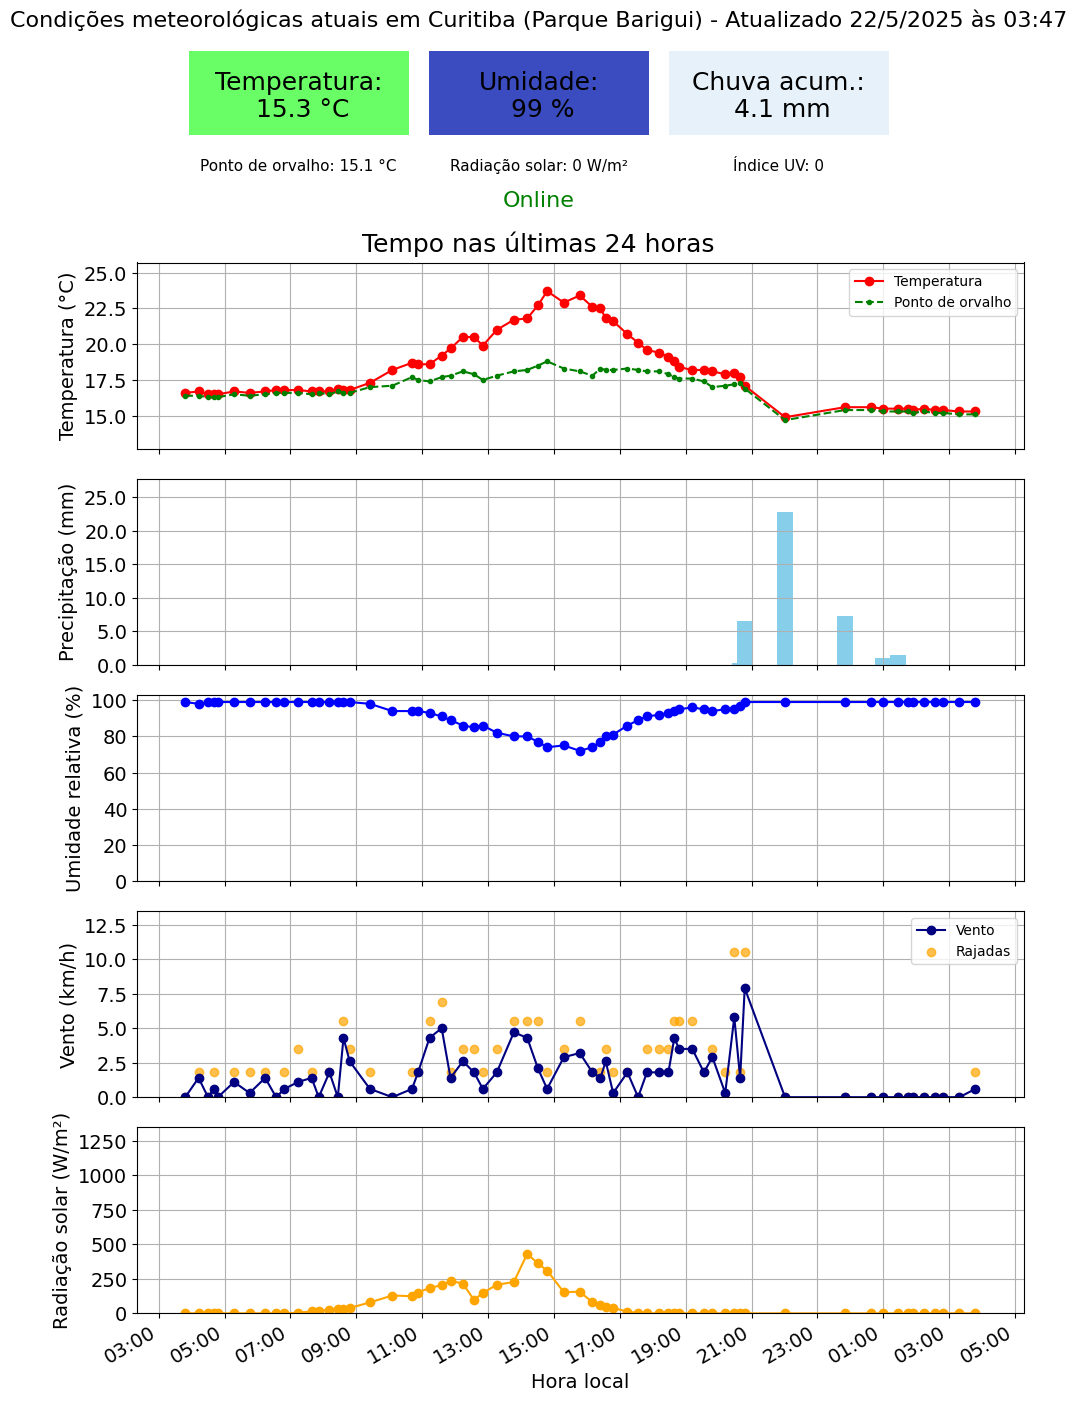 Condições meteorológicas atuais em Curitiba (Parque Barigui) - Atualizado 22/5/2025 às 03:47
Temperatura:
15.3 °C
Umidade:
99 %
Chuva acum.:
4.1 mm
Ponto de orvalho: 15.1 °C
Radiação solar: 0 W/m²
Índice UV: 0
Online
Tempo nas últimas 24 horas
Temperatura (°C)
25.0
22.5
20.0
17.5
15.0
Temperatura
Ponto de orvalho
Precipitação (mm)
25.0
20.0
15.0
10.0
5.0
0.0
Umidade relativa (%)
100
80
60
40
20
0
Vento (km/h)
12.5
10.0
7.5
5.0
2.5
0.0
Vento
Rajadas
Radiação solar (W/m²)
1250
1000
750
500
250
0
03:00
05:00
07:00
09:00
11:00
13:00
15:00
17:00
19:00
21:00
23:00
01:00
03:00
05:00
Hora local